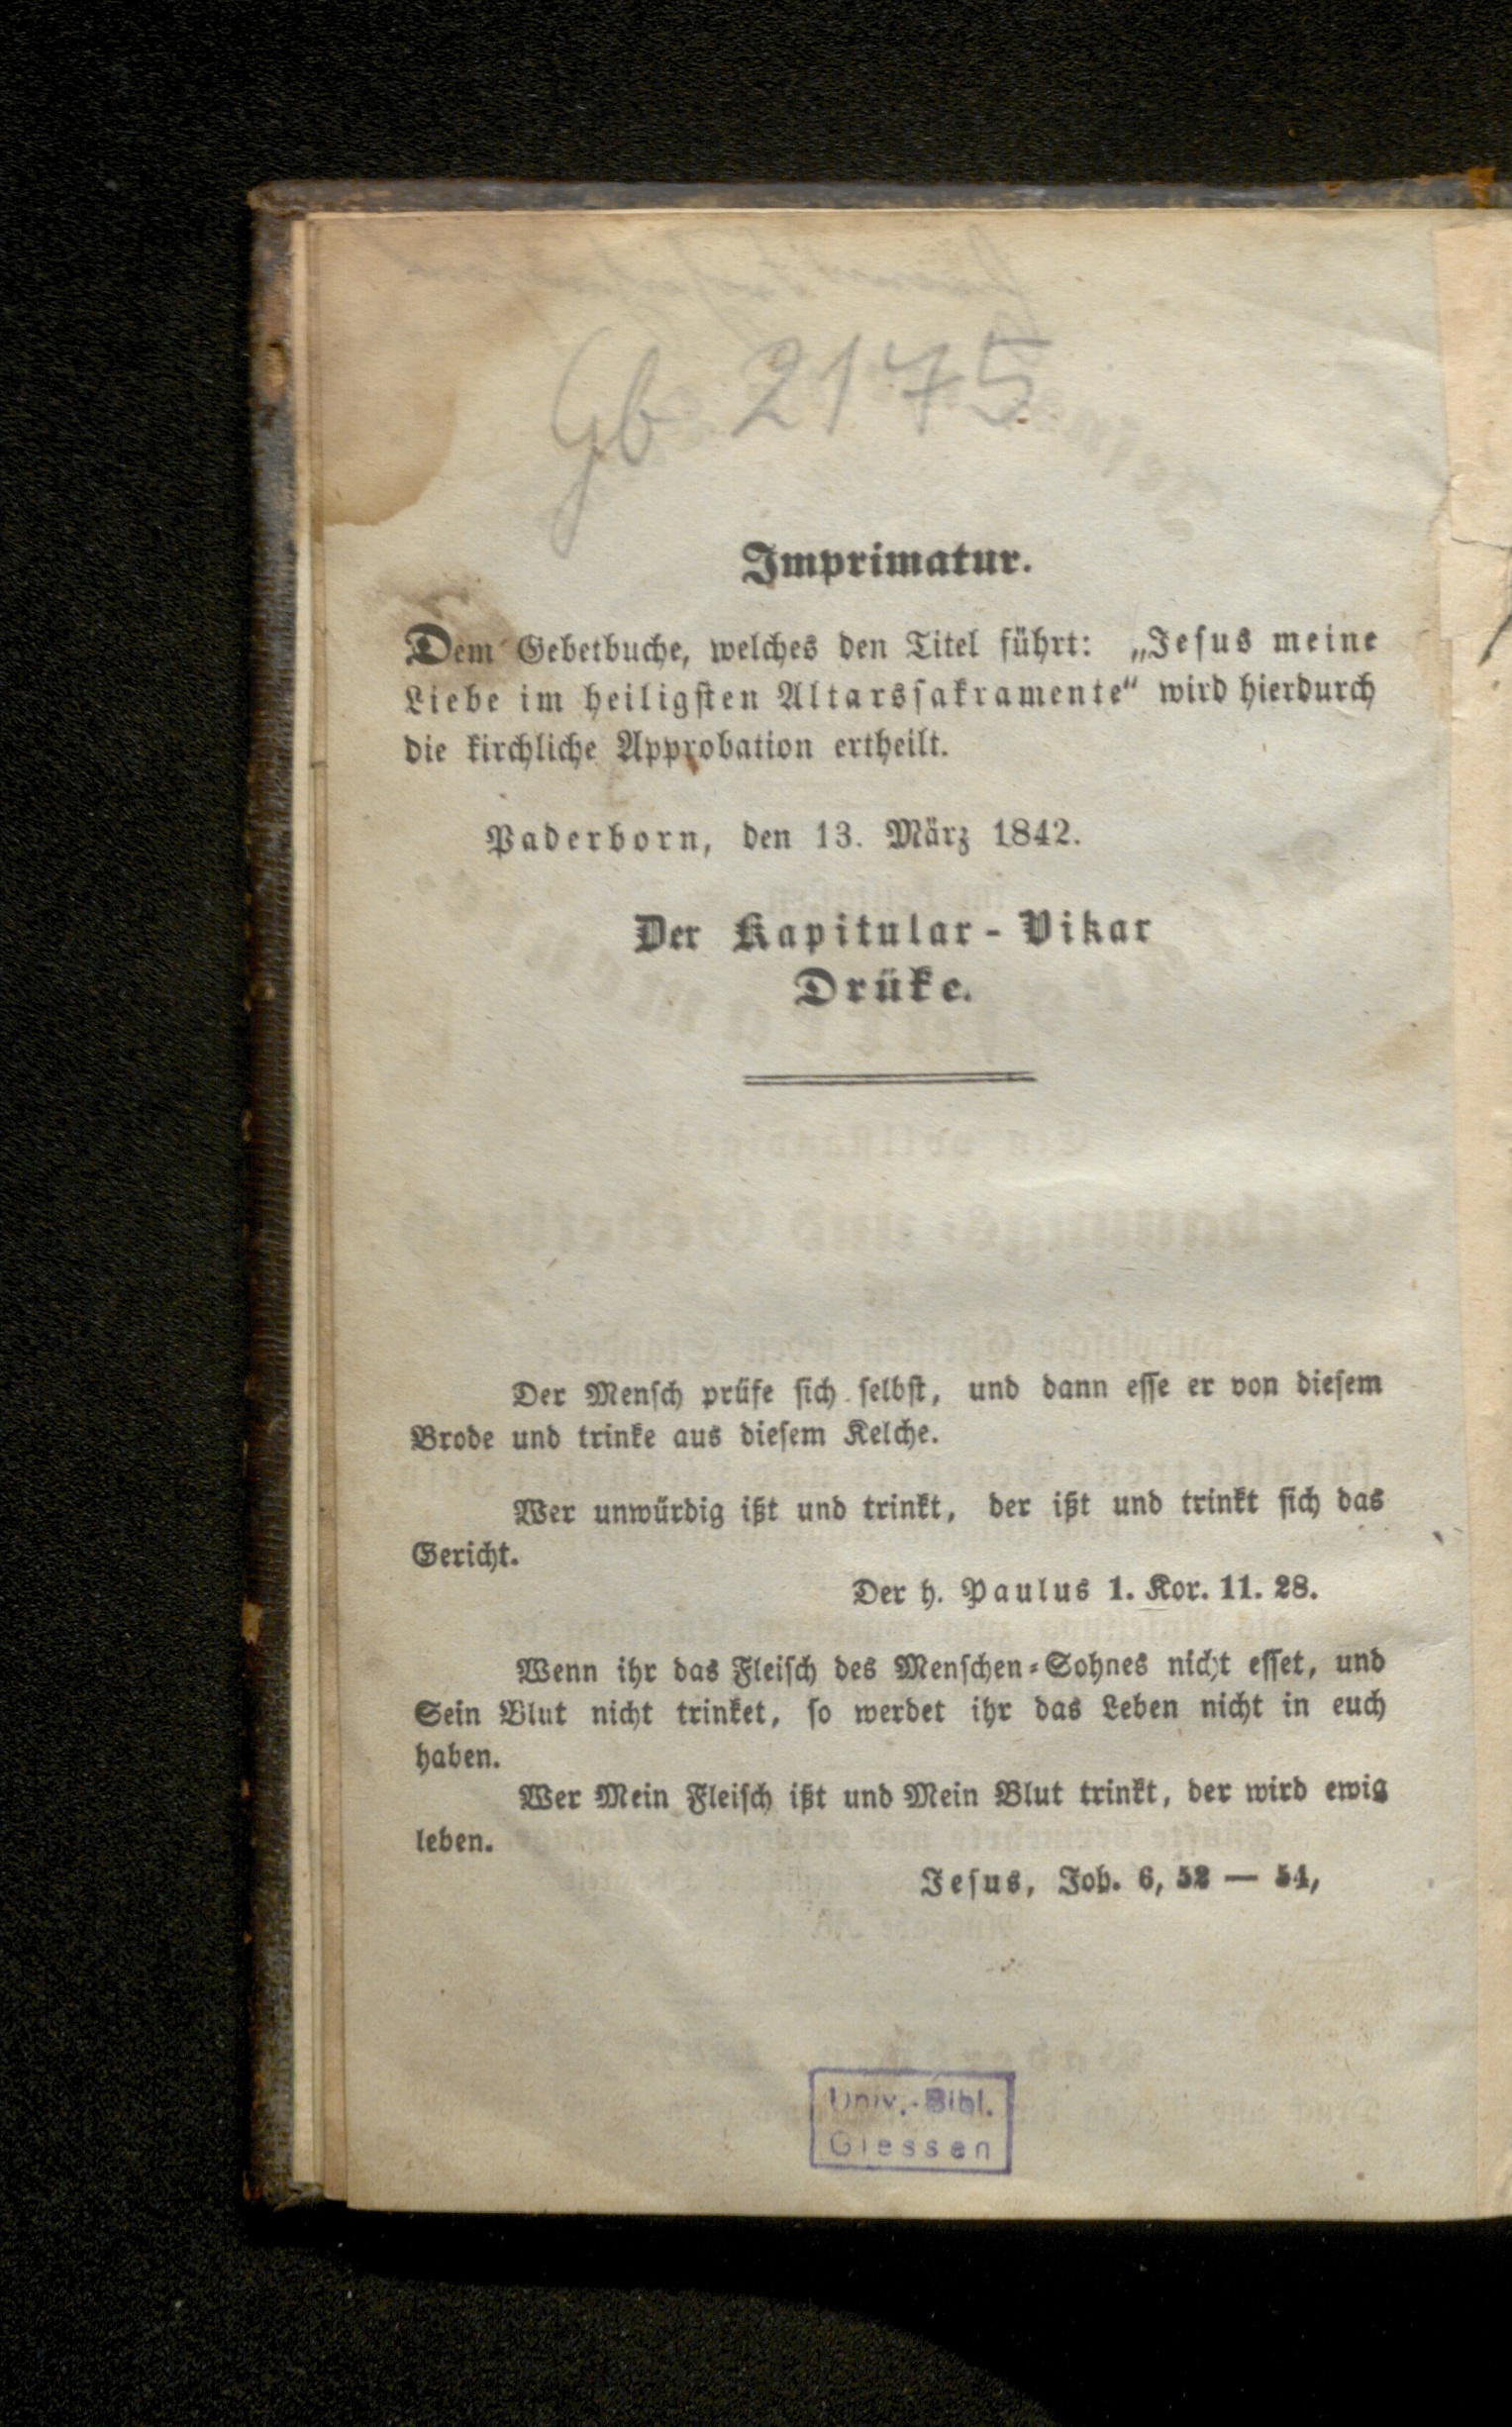 Gb 2175
Imprimatur.
Dem Gebetbuche, welches den Titel führt: „Jesus meine
Liebe im heiligsten Altarssakramente“ wird hierdurch
die kirchliche Approbation ertheilt.
Paderborn, den 13. März 1842.
Der Kapitular-Vikar
Drüke.
Der Mensch prüfe sich selbst, und dann esse er von diesem
Brode und trinke aus diesem Kelche.
Wer unwürdig ißt und trinkt, der ißt und trinkt sich das
Gericht.
Der h. Paulus 1. Kor. 11. 28.
Wenn ihr das Fleisch des Menschen-Sohnes nicht esset, und
Sein Blut nicht trinket, so werdet ihr das Leben nicht in euch
haben.
Wer Mein Fleisch ißt und Mein Blut trinkt, der wird ewig
leben.
Jesus, Joh. 6, 52 — 54,
Univ.-Bibl.
Giessen